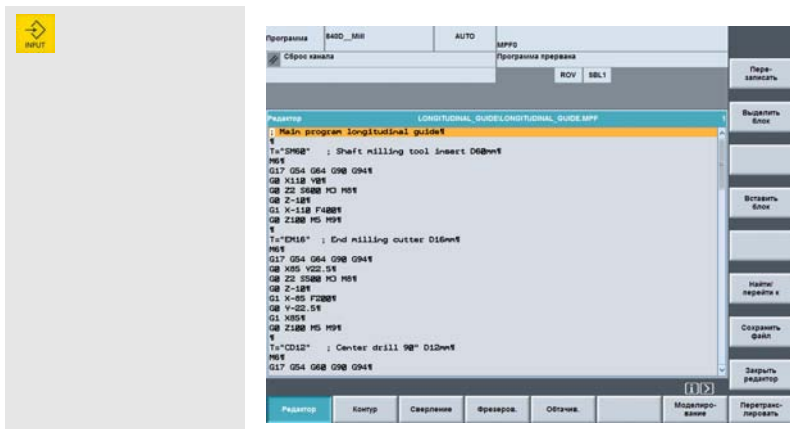 INPUT
Программа
840D__Mill
AUTO
MPF0
Сброс канала
Программа прервана
ROV SBL1
Редактор LONGITUDINAL_GUIDE\LONGITUDINAL_GUIDE.MPF 1
; Main program longitudinal guide¶
¶
T="SM60" ; Shaft milling tool insert D60mm¶
M6¶
G17 G54 G64 G90 G94¶
G0 X110 Y0¶
G0 Z2 S600 M3 M8¶
G0 Z-10¶
G1 X-110 F400¶
G0 Z100 M5 M9¶
¶
T="EM16" ; End milling cutter D16mm¶
M6¶
G17 G54 G64 G90 G94¶
G0 X85 Y22.5¶
G0 Z2 S500 M3 M8¶
G0 Z-10¶
G1 X-85 F200¶
G0 Y-22.5¶
G1 X85¶
G0 Z100 M5 M9¶
¶
T="CD12" ; Center drill 90° D12mm¶
M6¶
G17 G54 G60 G90 G94¶
Пере-
записать
Выделить
блок
Вставить
блок
Найти/
перейти к
Сохранить
файл
Закрыть
редактор
Перетранс-
лировать
Редактор
Контур
Сверление
Фрезеров.
Обтачив.
Моделиро-
вание